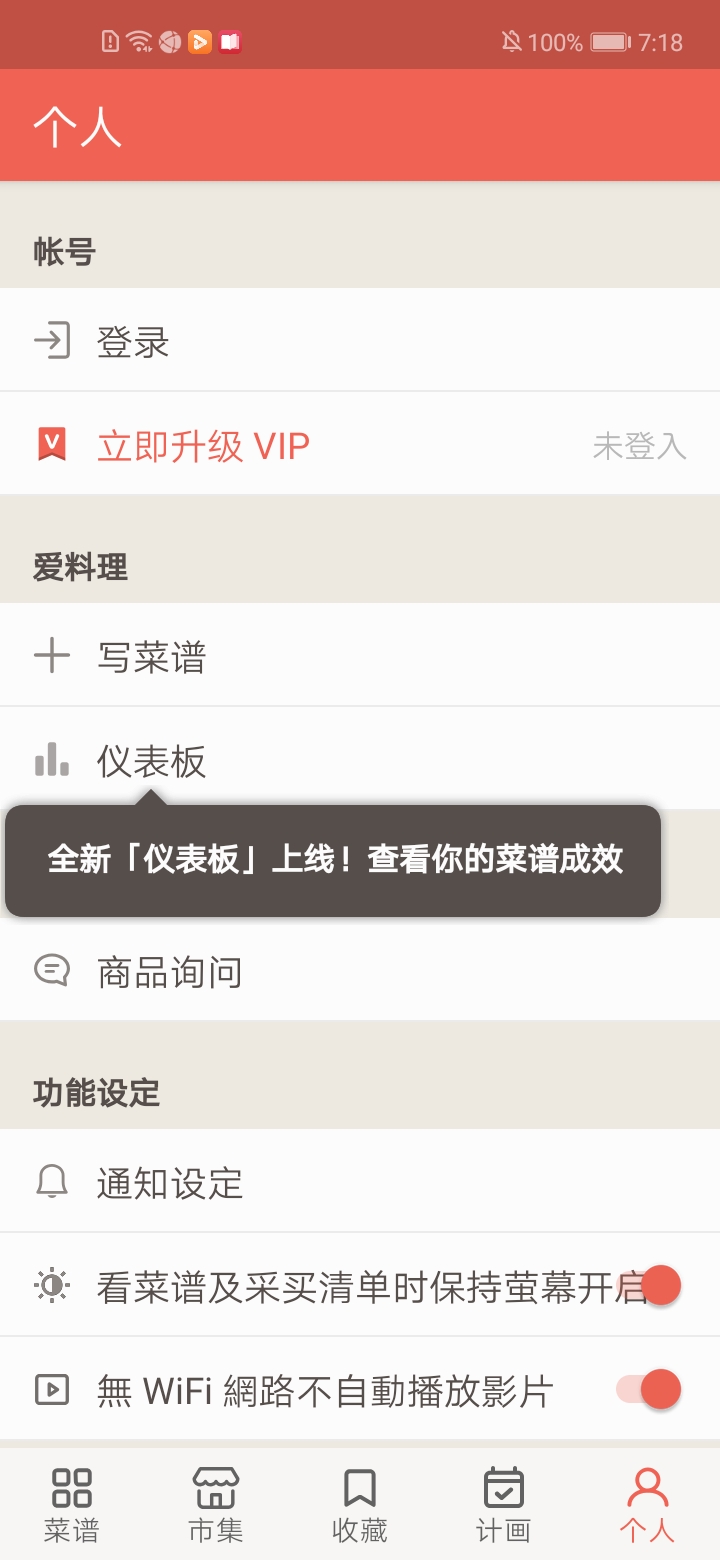 100% 7:18
个人
帐号
登录
立即升级 VIP 未登入
爱料理
写菜谱
仪表板
全新「仪表板」上线！查看你的菜谱成效
商品询问
功能设定
通知设定
看菜谱及采买清单时保持萤幕开启
無 WiFi 網路不自動播放影片
菜谱 市集 收藏 计画 个人